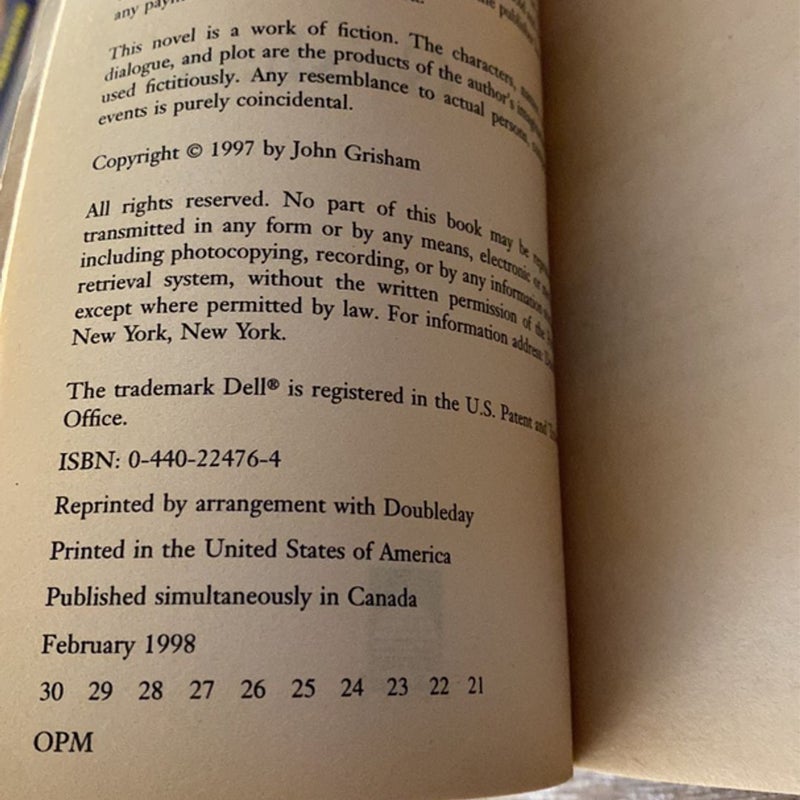 any
This novel is a work of fiction. The characters,
dialogue, and plot are the products of the author's
used fictitiously. Any resemblance to actual persons,
events is purely coincidental.
Copyright © 1997 by John Grisham
All rights reserved. No part of this book may be
transmitted in any form or by any means, electronic or
including photocopying, recording, or by any information
retrieval system, without the written permission of the
except where permitted by law. For information address
New York, New York.
The trademark Dell® is registered in the U.S. Patent and
Office.
ISBN: 0-440-22476-4
Reprinted by arrangement with Doubleday
Printed in the United States of America
Published simultaneously in Canada
February 1998
30 29 28 27 26 25 24 23 22 21
OPM